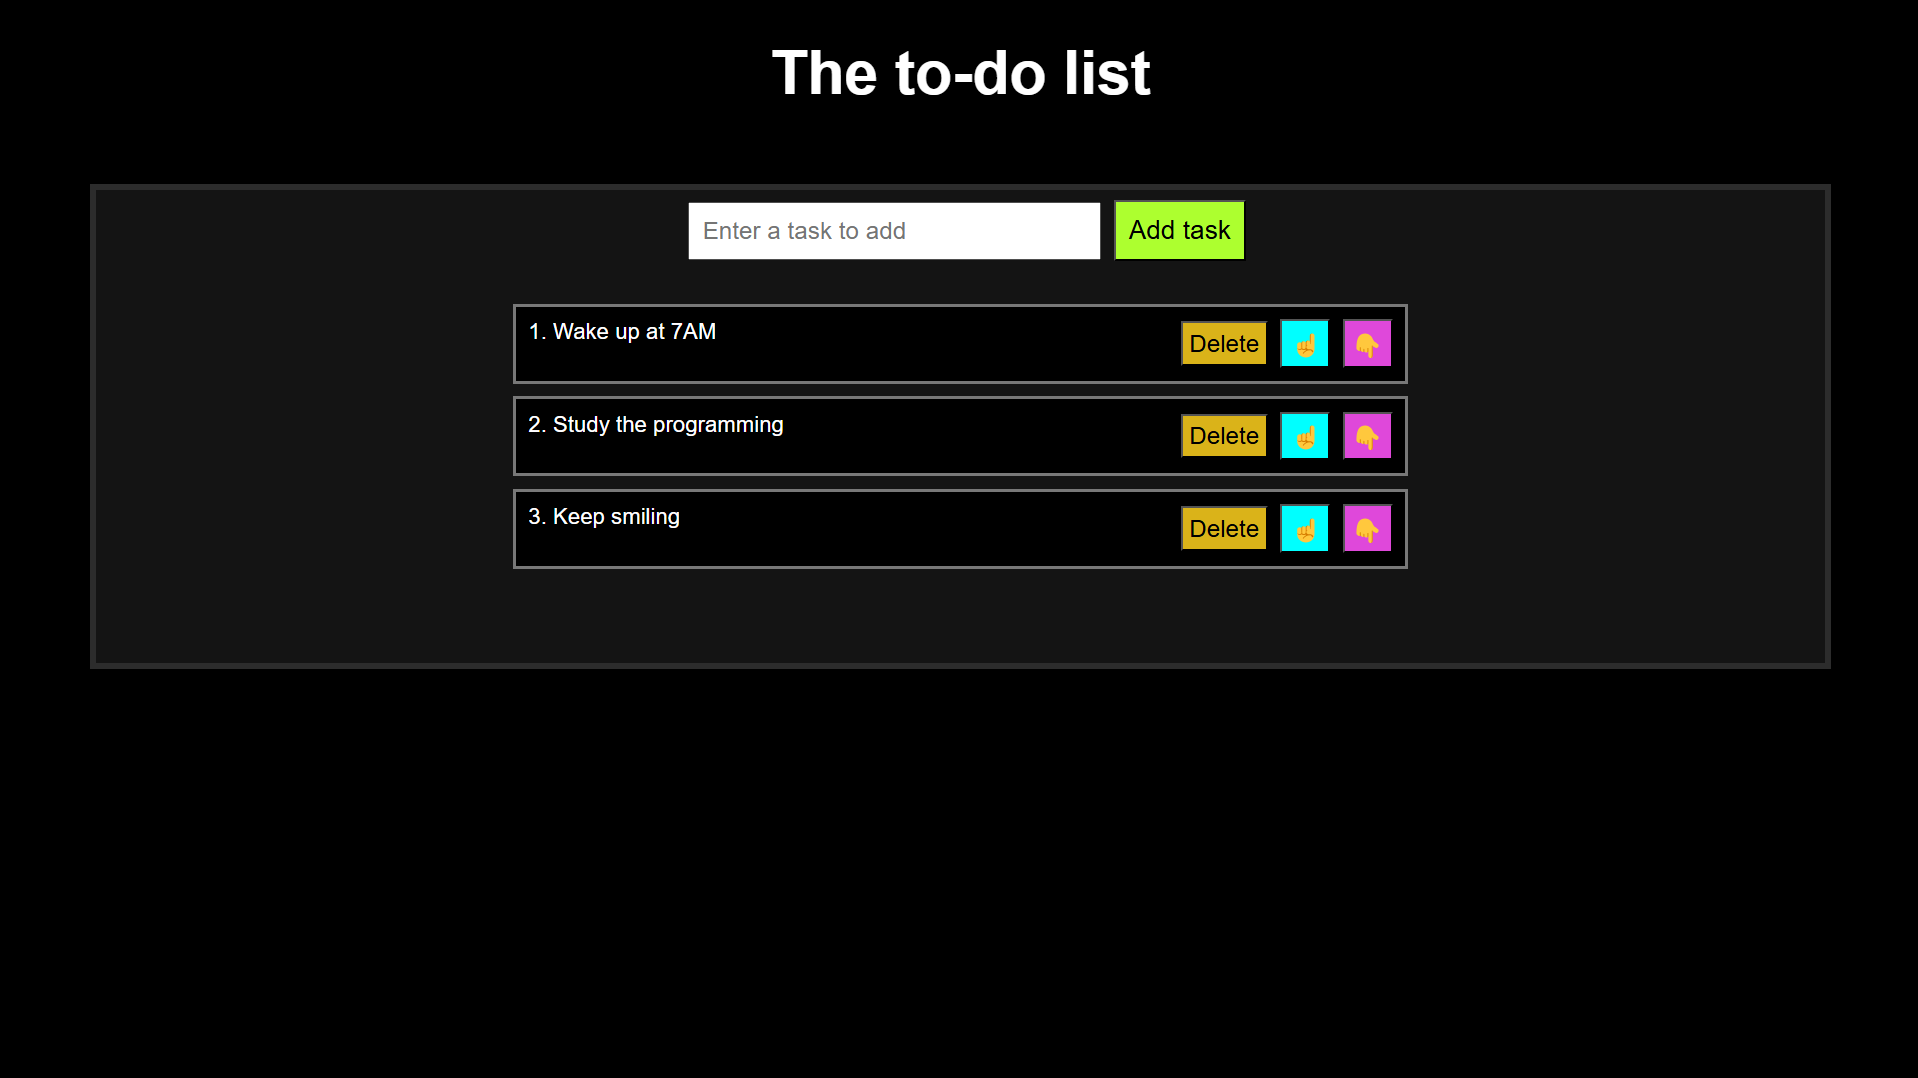 The to-do list
Enter a task to add Add task
1. Wake up at 7AM Delete ☝️ 👇
2. Study the programming Delete ☝️ 👇
3. Keep smiling Delete ☝️ 👇